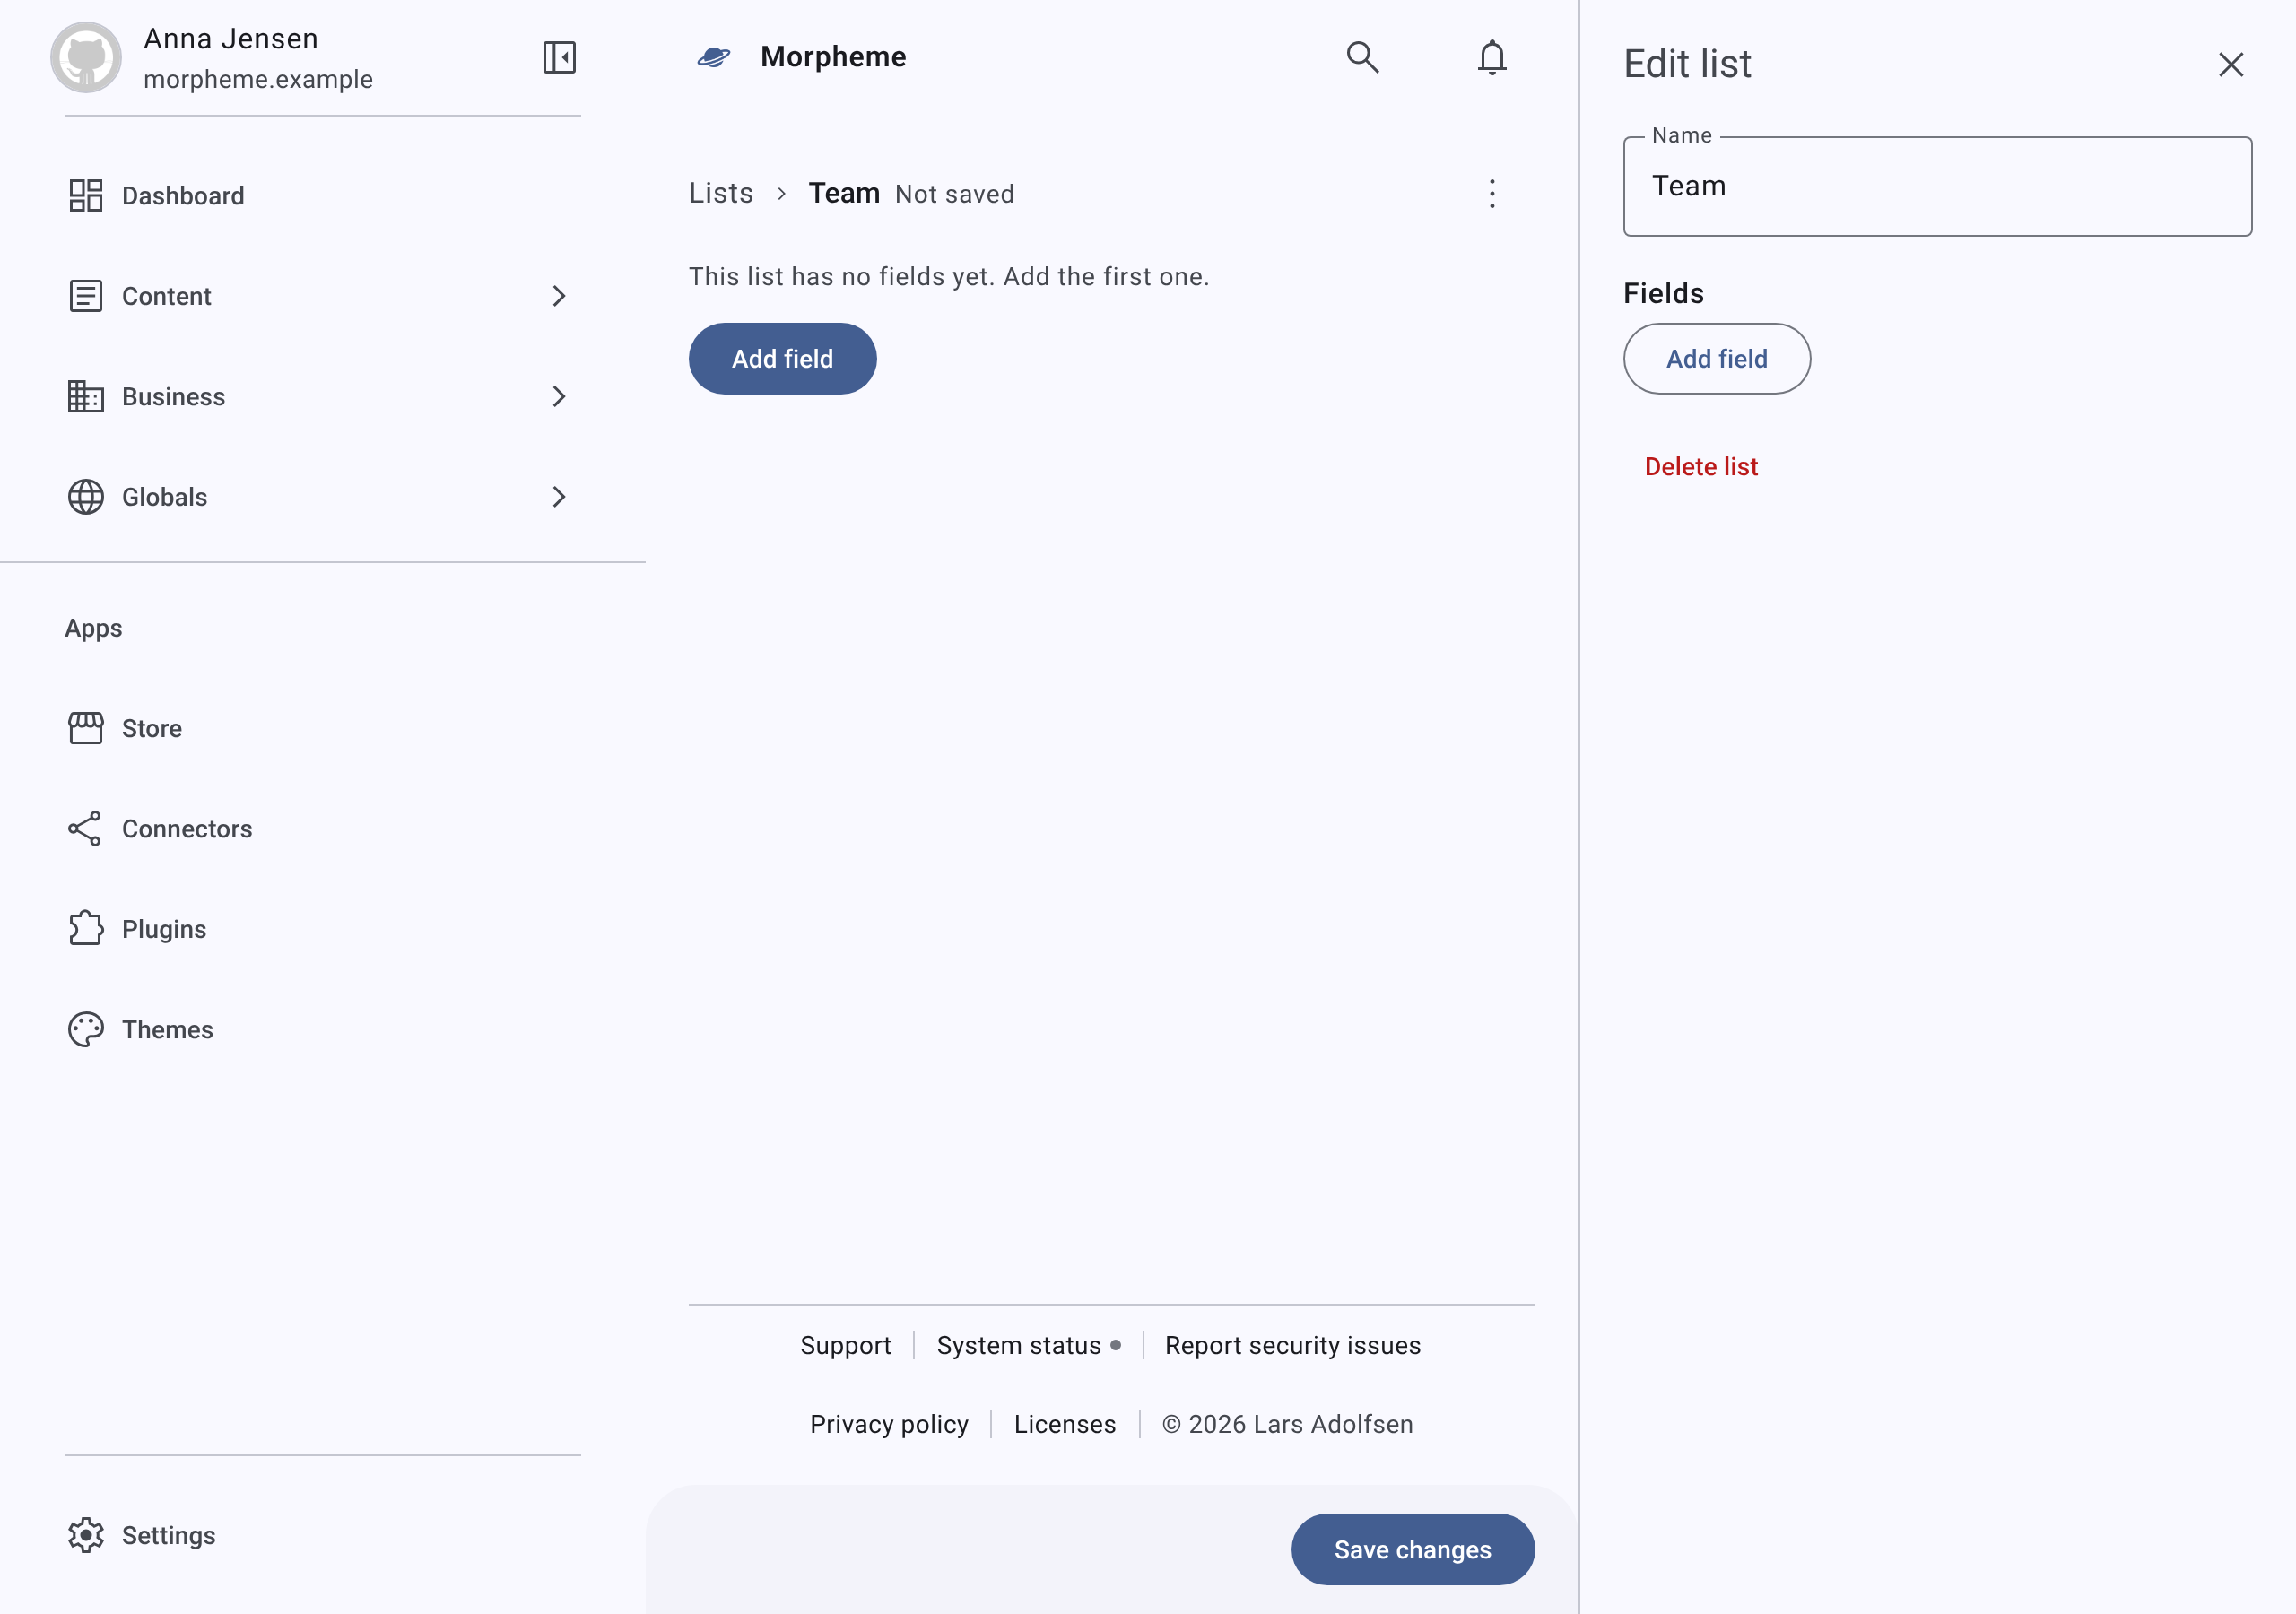 Anna Jensen
morpheme.example
Dashboard
Content
Business
Globals
Apps
Store
Connectors
Plugins
Themes
Settings
Morpheme
Lists › Team Not saved
This list has no fields yet. Add the first one.
Add field
Support
System status
Report security issues
Privacy policy
Licenses
© 2026 Lars Adolfsen
Save changes
Edit list
Name
Team
Fields
Add field
Delete list